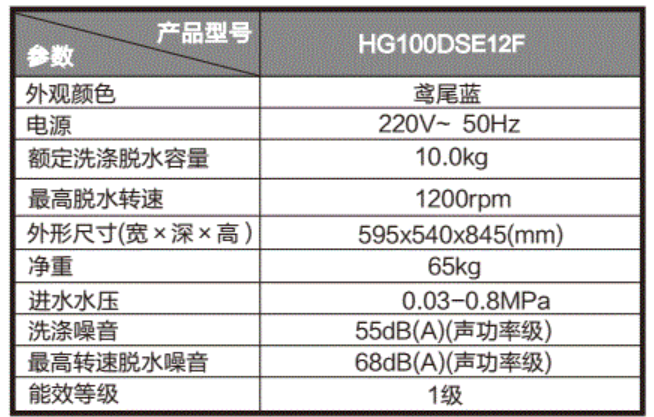 产品型号
参数
HG100DSE12F
外观颜色 鸢尾蓝
电源 220V~ 50Hz
额定洗涤脱水容量 10.0kg
最高脱水转速 1200rpm
外形尺寸(宽×深×高) 595x540x845(mm)
净重 65kg
进水水压 0.03-0.8MPa
洗涤噪音 55dB(A)(声功率级)
最高转速脱水噪音 68dB(A)(声功率级)
能效等级 1级